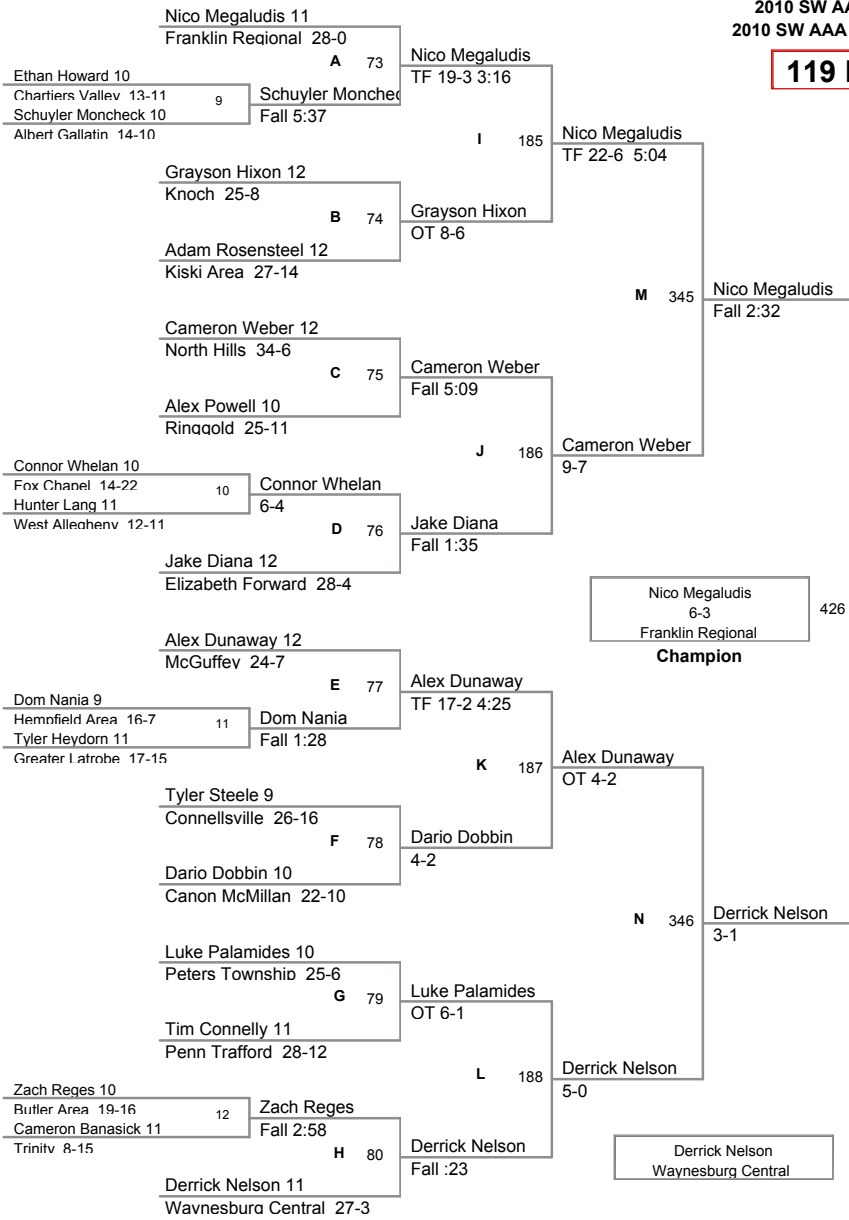 2010 SW AA
2010 SW AAA
119
Nico Megaludis 11
Franklin Regional 28-0
A 73
Nico Megaludis
TF 19-3 3:16
Ethan Howard 10
Chartiers Valley 13-11
9
Schuyler Moncheck 10
Albert Gallatin 14-10
Schuyler Monchec
Fall 5:37
I 185
Nico Megaludis
TF 22-6 5:04
Grayson Hixon 12
Knoch 25-8
B 74
Grayson Hixon
OT 8-6
Adam Rosensteel 12
Kiski Area 27-14
M 345
Nico Megaludis
Fall 2:32
Cameron Weber 12
North Hills 34-6
C 75
Cameron Weber
Fall 5:09
Alex Powell 10
Ringgold 25-11
J 186
Cameron Weber
9-7
Connor Whelan 10
Fox Chapel 14-22
10
Hunter Lang 11
West Allegheny 12-11
Connor Whelan
6-4
D 76
Jake Diana
Fall 1:35
Jake Diana 12
Elizabeth Forward 28-4
Nico Megaludis
6-3
Franklin Regional
426
Champion
Alex Dunaway 12
McGuffey 24-7
E 77
Alex Dunaway
TF 17-2 4:25
Dom Nania 9
Hempfield Area 16-7
11
Tyler Heydorn 11
Greater Latrobe 17-15
Dom Nania
Fall 1:28
K 187
Alex Dunaway
OT 4-2
Tyler Steele 9
Connellsville 26-16
F 78
Dario Dobbin
4-2
Dario Dobbin 10
Canon McMillan 22-10
N 346
Derrick Nelson
3-1
Luke Palamides 10
Peters Township 25-6
G 79
Luke Palamides
OT 6-1
Tim Connelly 11
Penn Trafford 28-12
L 188
Derrick Nelson
5-0
Zach Reges 10
Butler Area 19-16
12
Cameron Banasick 11
Trinity 8-15
Zach Reges
Fall 2:58
H 80
Derrick Nelson
Fall :23
Derrick Nelson 11
Waynesburg Central 27-3
Derrick Nelson
Waynesburg Central